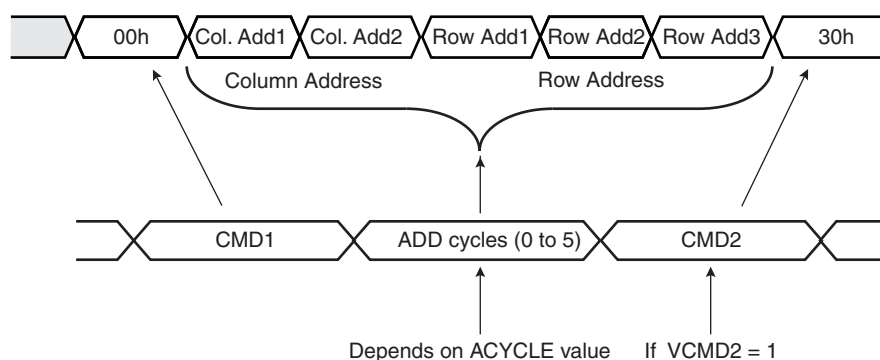 00h Col. Add1 Col. Add2 Row Add1 Row Add2 Row Add3 30h
Column Address Row Address
CMD1 ADD cycles (0 to 5) CMD2
Depends on ACYCLE value If VCMD2 = 1